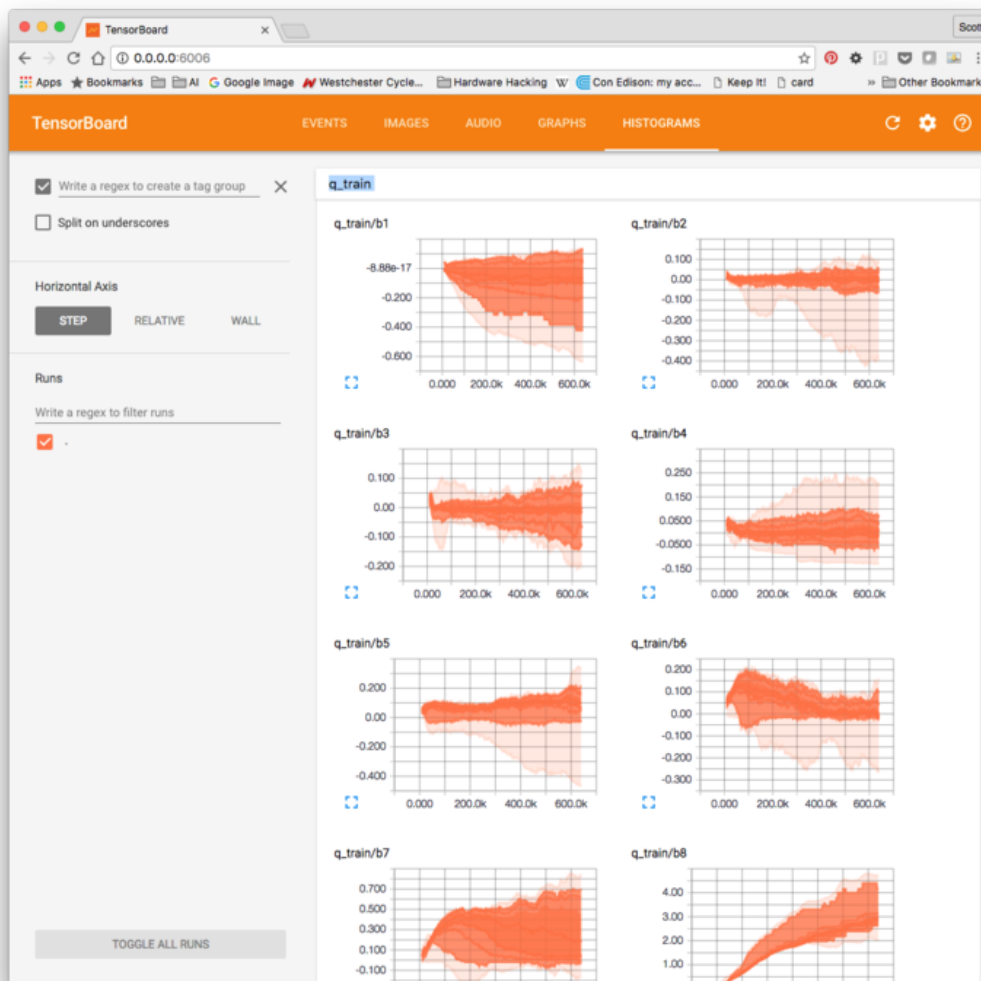 TensorBoard
Scott
0.0.0.0:6006
Apps Bookmarks AI Google Image Westchester Cycle... Hardware Hacking W Con Edison: my acc... Keep It! card » Other Bookmark
TensorBoard EVENTS IMAGES AUDIO GRAPHS HISTOGRAMS
Write a regex to create a tag group
Split on underscores
Horizontal Axis
STEP RELATIVE WALL
Runs
Write a regex to filter runs
.
TOGGLE ALL RUNS
q_train
q_train/b1
-8.88e-17
-0.200
-0.400
-0.600
0.000 200.0k 400.0k 600.0k
q_train/b2
0.100
0.00
-0.100
-0.200
-0.300
-0.400
0.000 200.0k 400.0k 600.0k
q_train/b3
0.100
0.00
-0.100
-0.200
0.000 200.0k 400.0k 600.0k
q_train/b4
0.250
0.150
0.0500
-0.0500
-0.150
0.000 200.0k 400.0k 600.0k
q_train/b5
0.200
0.00
-0.200
-0.400
0.000 200.0k 400.0k 600.0k
q_train/b6
0.200
0.100
0.00
-0.100
-0.200
-0.300
0.000 200.0k 400.0k 600.0k
q_train/b7
0.700
0.500
0.300
0.100
-0.100
q_train/b8
4.00
3.00
2.00
1.00